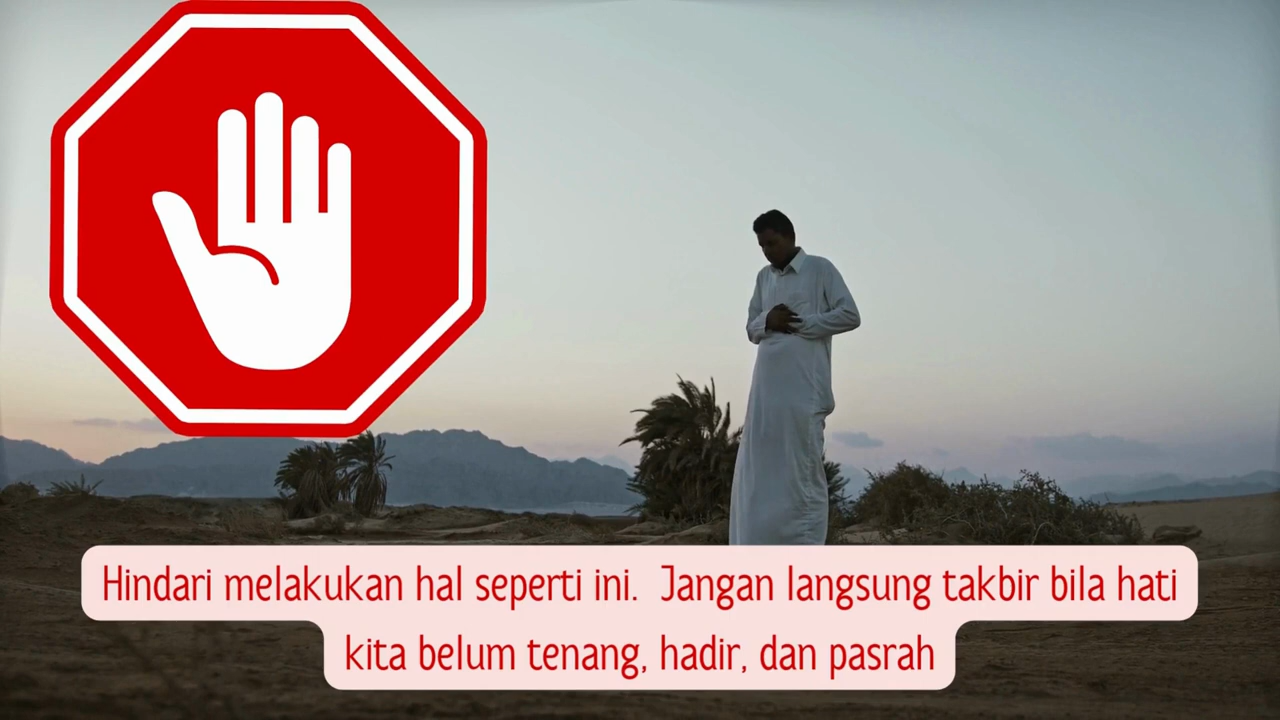 Hindari melakukan hal seperti ini.  Jangan langsung takbir bila hati
kita belum tenang, hadir, dan pasrah